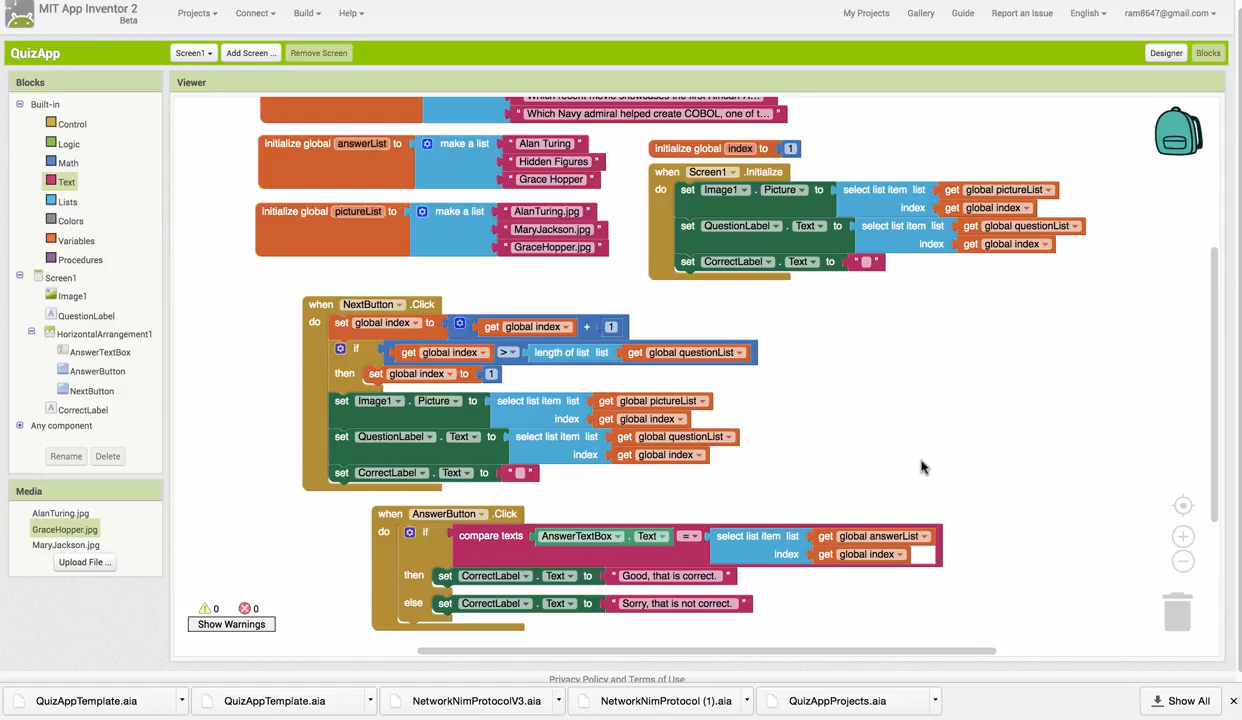 MIT App Inventor 2
Beta
Projects Connect Build Help
My Projects Gallery Guide Report an Issue English ram8647@gmail.com
QuizApp
Screen1 Add Screen ... Remove Screen
Designer Blocks
Blocks
Built-in
Control
Logic
Math
Text
Lists
Colors
Variables
Procedures
Screen1
Image1
QuestionLabel
HorizontalArrangement1
AnswerTextBox
AnswerButton
NextButton
CorrectLabel
Any component
Rename Delete
Media
AlanTuring.jpg
GraceHopper.jpg
MaryJackson.jpg
Upload File ...
Viewer
" Which recent movie showcases the first African A... "
" Which Navy admiral helped create COBOL, one of t... "
initialize global answerList to make a list " Alan Turing "
" Hidden Figures "
" Grace Hopper "
initialize global pictureList to make a list " AlanTuring.jpg "
" MaryJackson.jpg "
" GraceHopper.jpg "
initialize global index to 1
when Screen1 .Initialize
do set Image1 . Picture to select list item list get global pictureList
index get global index
set QuestionLabel . Text to select list item list get global questionList
index get global index
set CorrectLabel . Text to " "
when NextButton .Click
do set global index to get global index + 1
if get global index > length of list list get global questionList
then set global index to 1
set Image1 . Picture to select list item list get global pictureList
index get global index
set QuestionLabel . Text to select list item list get global questionList
index get global index
set CorrectLabel . Text to " "
when AnswerButton .Click
do if compare texts AnswerTextBox . Text = select list item list get global answerList
index get global index
then set CorrectLabel . Text to " Good, that is correct. "
else set CorrectLabel . Text to " Sorry, that is not correct. "
0 0
Show Warnings
Privacy Policy and Terms of Use
QuizAppTemplate.aia QuizAppTemplate.aia NetworkNimProtocolV3.aia NetworkNimProtocol (1).aia QuizAppProjects.aia Show All